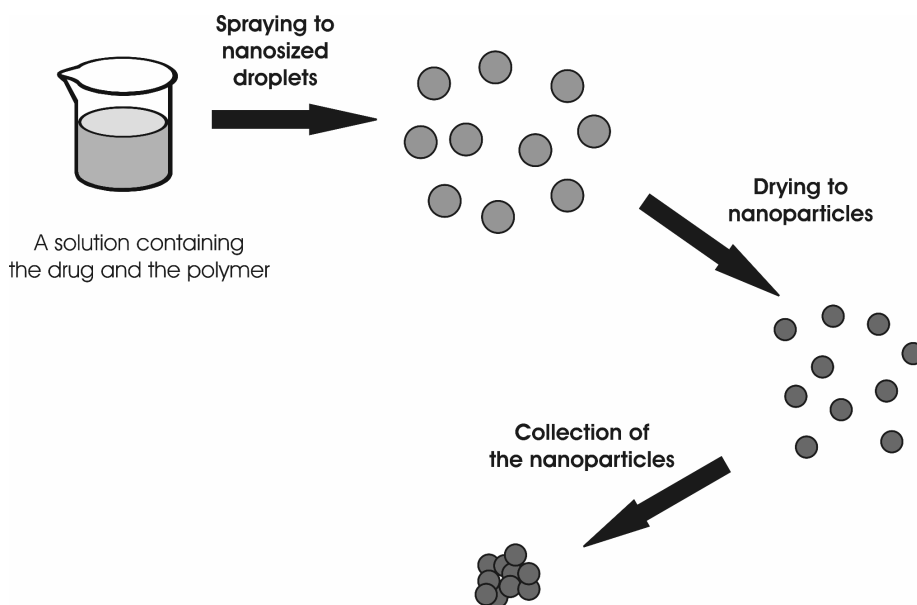 Spraying to
nanosized
droplets
A solution containing
the drug and the polymer
Drying to
nanoparticles
Collection of
the nanoparticles